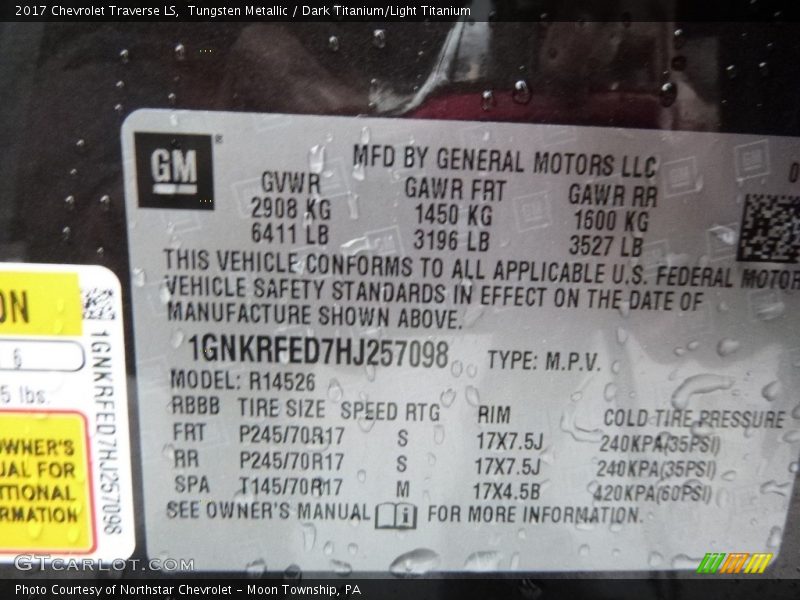 2017 Chevrolet Traverse LS, Tungsten Metallic / Dark Titanium/Light Titanium
GM
MFD BY GENERAL MOTORS LLC
GVWR GAWR FRT GAWR RR
2908 KG 1450 KG 1600 KG
6411 LB 3196 LB 3527 LB
THIS VEHICLE CONFORMS TO ALL APPLICABLE U.S. FEDERAL MOTOR
VEHICLE SAFETY STANDARDS IN EFFECT ON THE DATE OF
MANUFACTURE SHOWN ABOVE.
1GNKRFED7HJ257098 TYPE: M.P.V.
MODEL: R14526
RBBB TIRE SIZE SPEED RTG RIM COLD TIRE PRESSURE
FRT P245/70R17 S 17X7.5J 240KPA(35PSI)
RR P245/70R17 S 17X7.5J 240KPA(35PSI)
SPA T145/70R17 M 17X4.5B 420KPA(60PSI)
SEE OWNER'S MANUAL i FOR MORE INFORMATION.
ON
6
5 lbs.
OWNER'S
UAL FOR
ITIONAL
RMATION
1GNKRFED7HJ257098
GTcarlot.com
Photo Courtesy of Northstar Chevrolet - Moon Township, PA